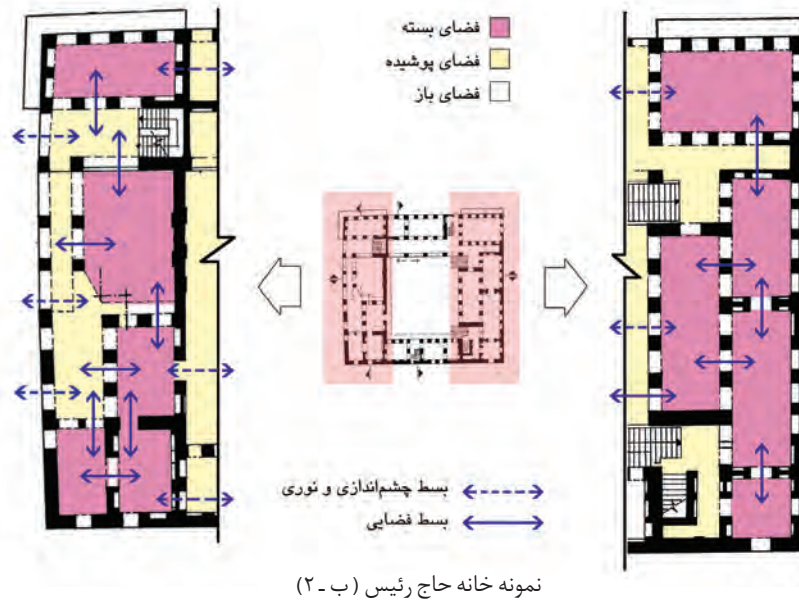 فضای بسته
فضای پوشیده
فضای باز
بسط چشم‌اندازی و نوری
بسط فضایی
نمونه خانه حاج رئیس (ب ـ ۲)